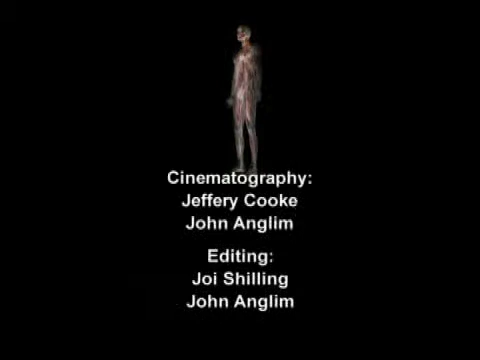 Cinematography:
Jeffery Cooke
John Anglim
Editing:
Joi Shilling
John Anglim